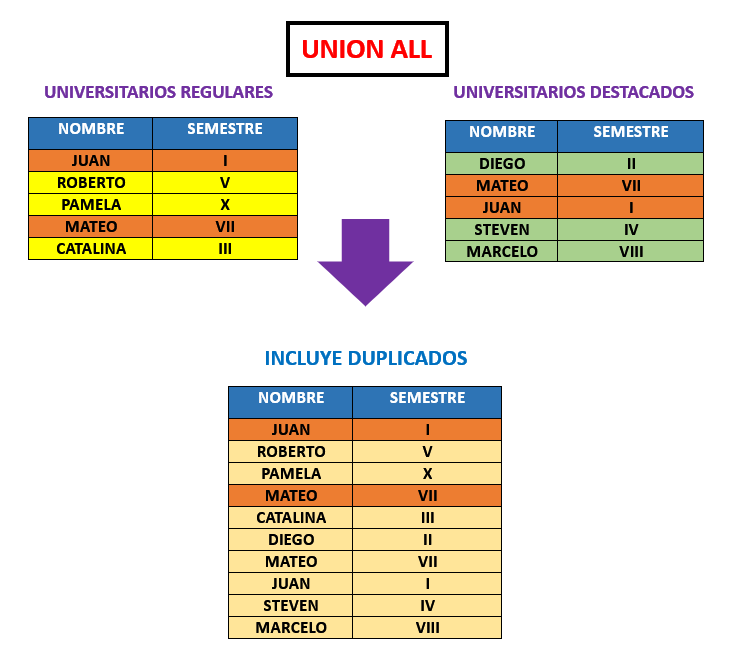 UNION ALL
UNIVERSITARIOS REGULARES
NOMBRE SEMESTRE
JUAN I
ROBERTO V
PAMELA X
MATEO VII
CATALINA III
UNIVERSITARIOS DESTACADOS
NOMBRE SEMESTRE
DIEGO II
MATEO VII
JUAN I
STEVEN IV
MARCELO VIII
INCLUYE DUPLICADOS
NOMBRE SEMESTRE
JUAN I
ROBERTO V
PAMELA X
MATEO VII
CATALINA III
DIEGO II
MATEO VII
JUAN I
STEVEN IV
MARCELO VIII